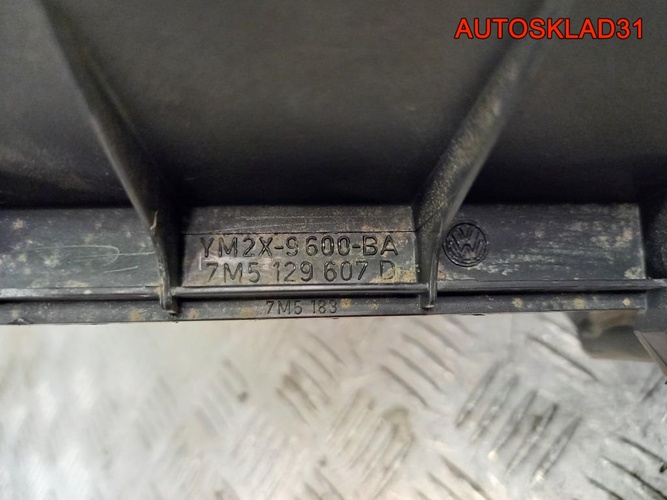 AUTOSKLAD31
YM2X-9600-BA
7M5 129 607 D
7M5 183